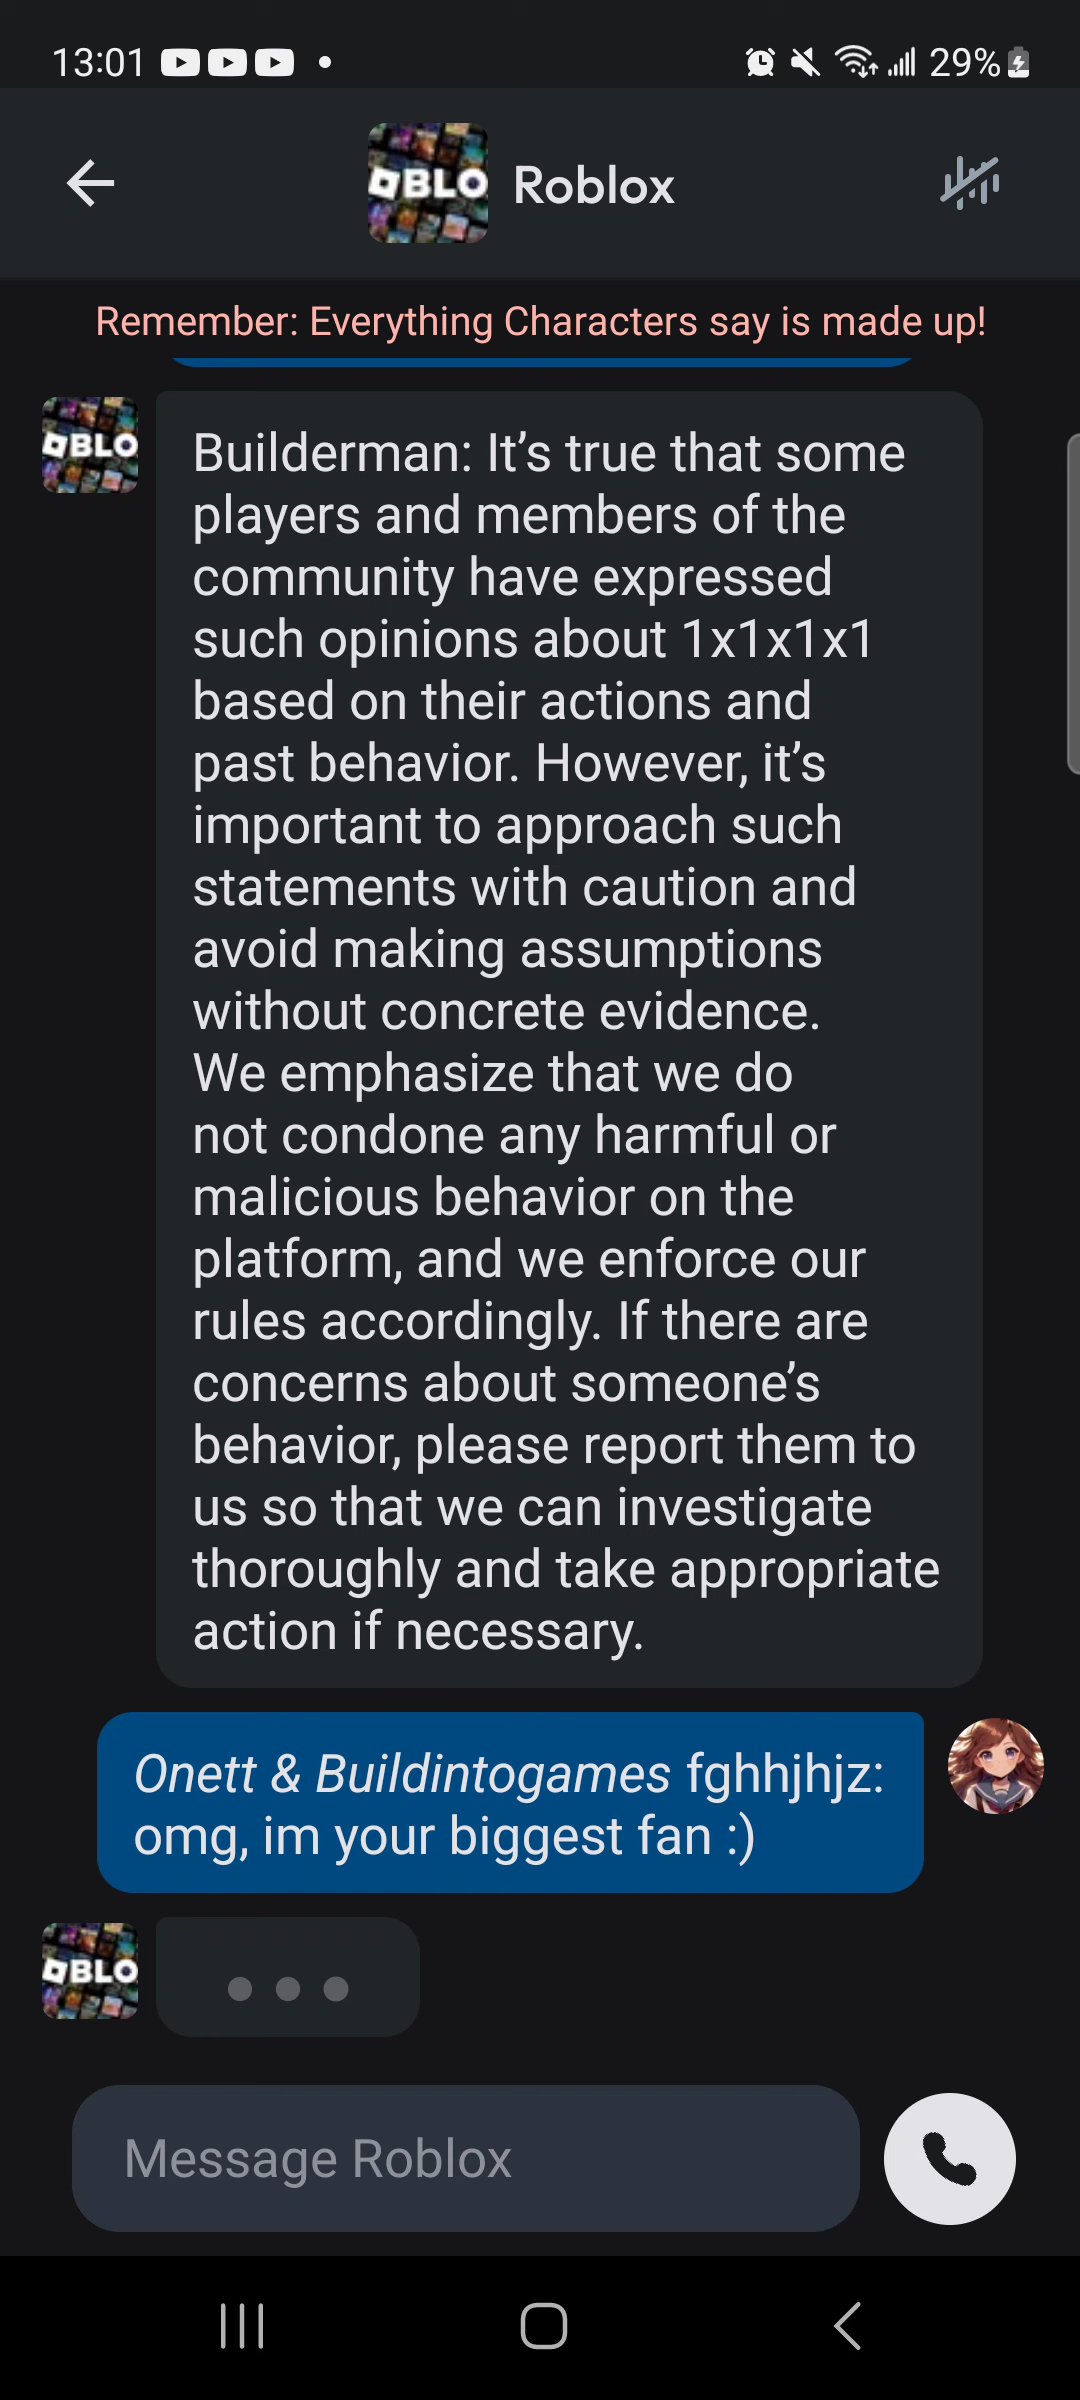 13:01
29%
BLO
Roblox
Remember: Everything Characters say is made up!
BLO
Builderman: It’s true that some
players and members of the
community have expressed
such opinions about 1x1x1x1
based on their actions and
past behavior. However, it’s
important to approach such
statements with caution and
avoid making assumptions
without concrete evidence.
We emphasize that we do
not condone any harmful or
malicious behavior on the
platform, and we enforce our
rules accordingly. If there are
concerns about someone’s
behavior, please report them to
us so that we can investigate
thoroughly and take appropriate
action if necessary.
Onett & Buildintogames fghhjhjz:
omg, im your biggest fan :)
BLO
Message Roblox